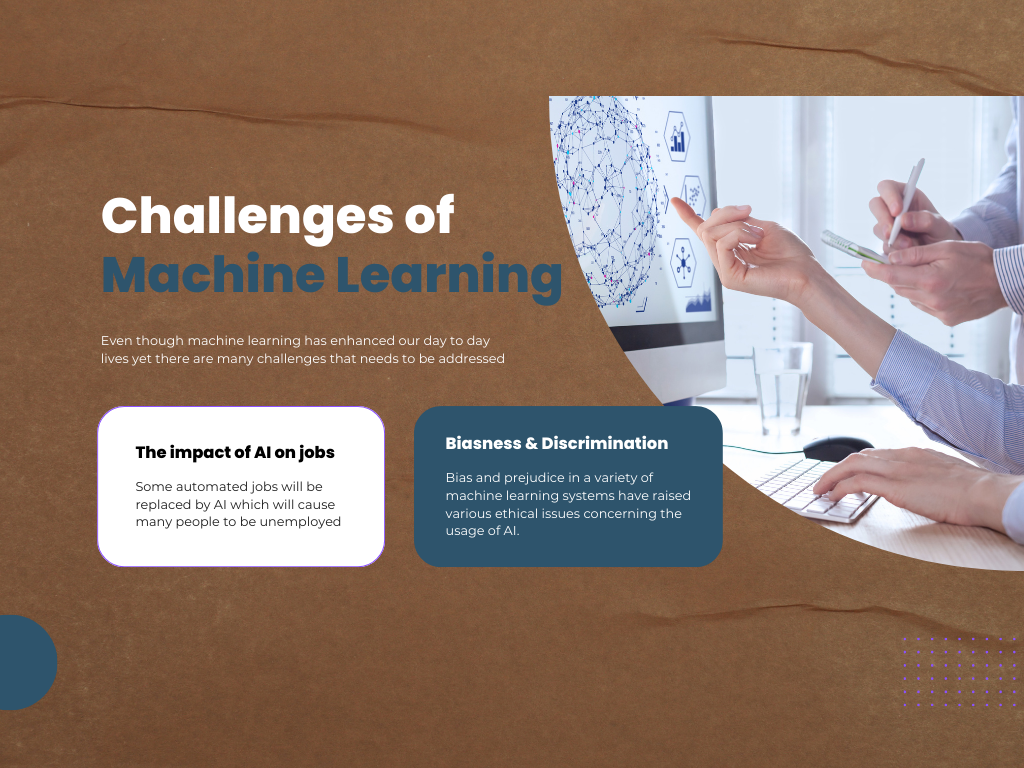 Challenges of
Machine Learning
Even though machine learning has enhanced our day to day
lives yet there are many challenges that needs to be addressed
The impact of AI on jobs
Some automated jobs will be
replaced by AI which will cause
many people to be unemployed
Biasness & Discrimination
Bias and prejudice in a variety of
machine learning systems have raised
various ethical issues concerning the
usage of AI.